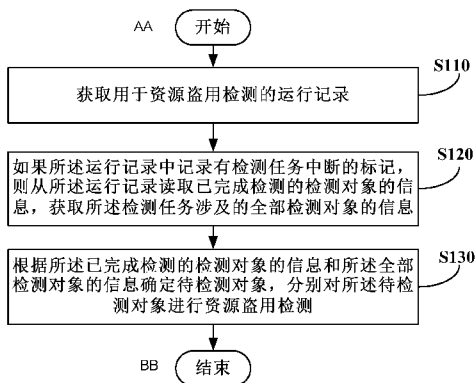 AA
开始
S110
获取用于资源盗用检测的运行记录
S120
如果所述运行记录中记录有检测任务中断的标记，
则从所述运行记录读取已完成检测的检测对象的信
息，获取所述检测任务涉及的全部检测对象的信息
S130
根据所述已完成检测的检测对象的信息和所述全部
检测对象的信息确定待检测对象，分别对所述待检
测对象进行资源盗用检测
BB
结束